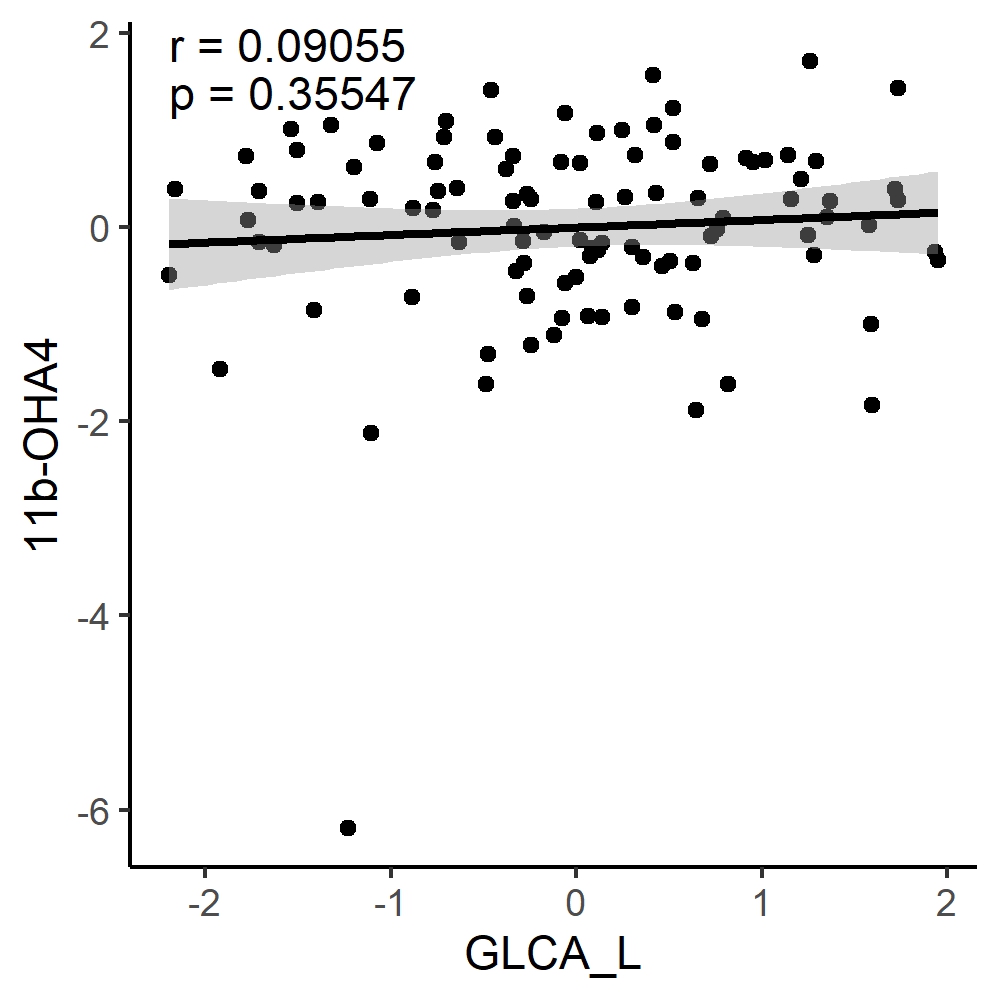 r = 0.09055
p = 0.35547
2
0
-2
-4
-6
11b-OHA4
-2 -1 0 1 2
GLCA_L